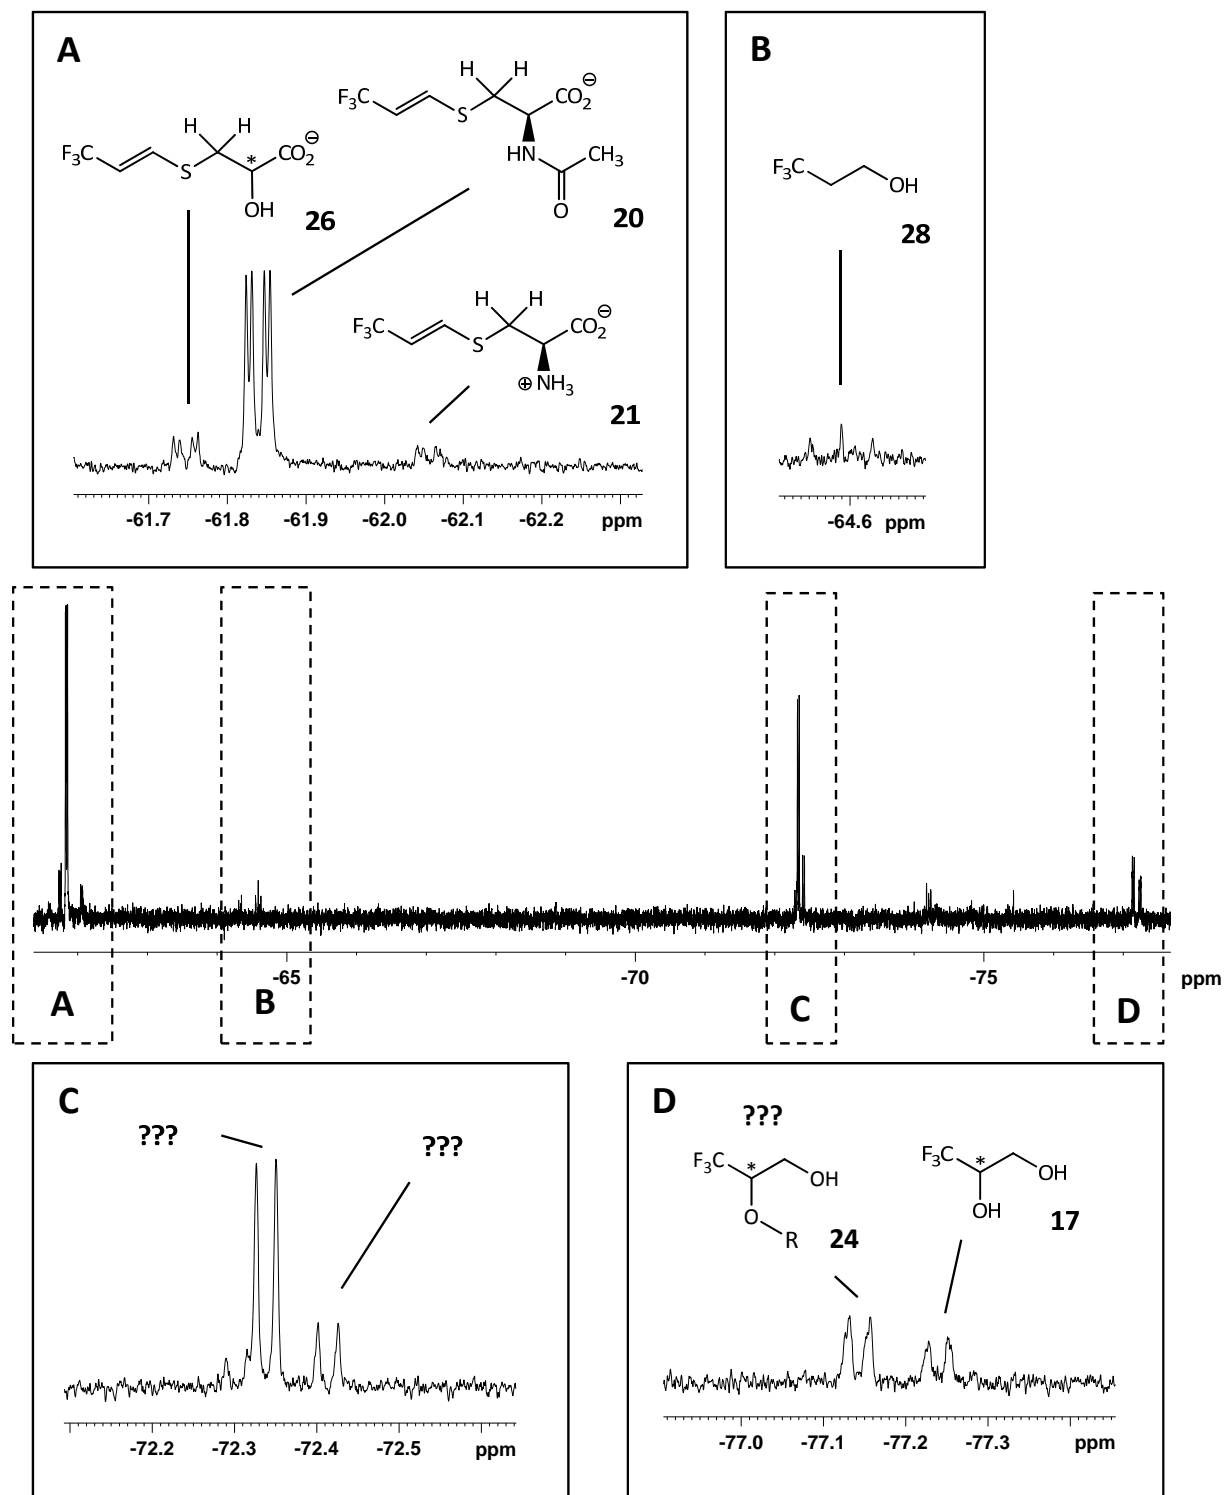 A
H H
F₃C S CO₂⊖
HN CH₃
O
20
H H
F₃C S * CO₂⊖
OH
26
H H
F₃C S CO₂⊖
⊕ NH₃
21
-61.7 -61.8 -61.9 -62.0 -62.1 -62.2 ppm
B
F₃C OH
28
-64.6 ppm
-65 -70 -75 ppm
A B C D
C
???
???
-72.2 -72.3 -72.4 -72.5 ppm
D
???
F₃C * OH
O R
24
F₃C * OH
OH
17
-77.0 -77.1 -77.2 -77.3 ppm